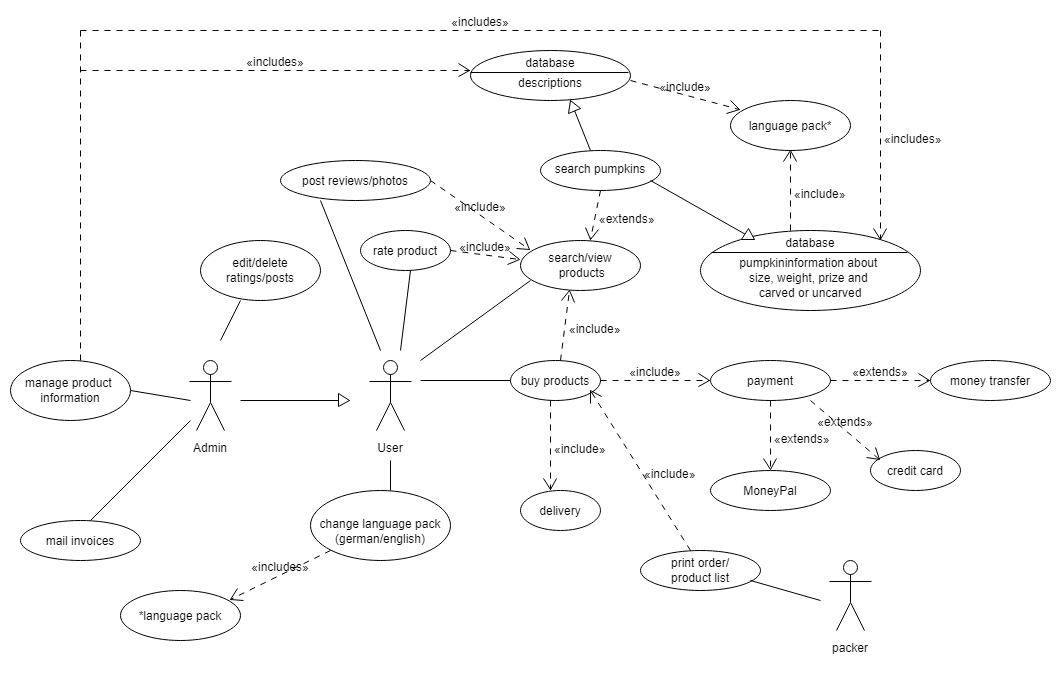 «includes»
«includes»
database
descriptions
«include»
language pack*
«includes»
search pumpkins
post reviews/photos
«include»
«include»
«extends»
rate product
«include»
search/view
products
database
pumpkininformation about
size, weight, prize and
carved or uncarved
edit/delete
ratings/posts
«include»
manage product
information
buy products
«include»
payment
«extends»
money transfer
«extends»
«extends»
Admin
User
«include»
credit card
«include»
MoneyPal
delivery
change language pack
(german/english)
mail invoices
«includes»
print order/
product list
*language pack
packer